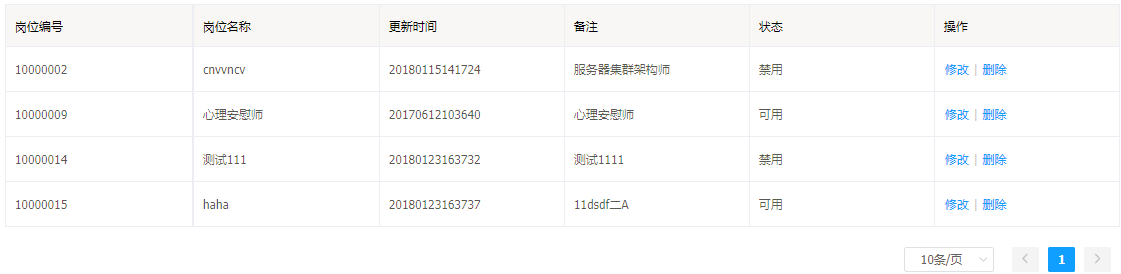 岗位编号 岗位名称 更新时间 备注 状态 操作
10000002 cnvvncv 20180115141724 服务器集群架构师 禁用 修改 | 删除
10000009 心理安慰师 20170612103640 心理安慰师 可用 修改 | 删除
10000014 测试111 20180123163732 测试1111 禁用 修改 | 删除
10000015 haha 20180123163737 11dsdf二A 可用 修改 | 删除
10条/页 1